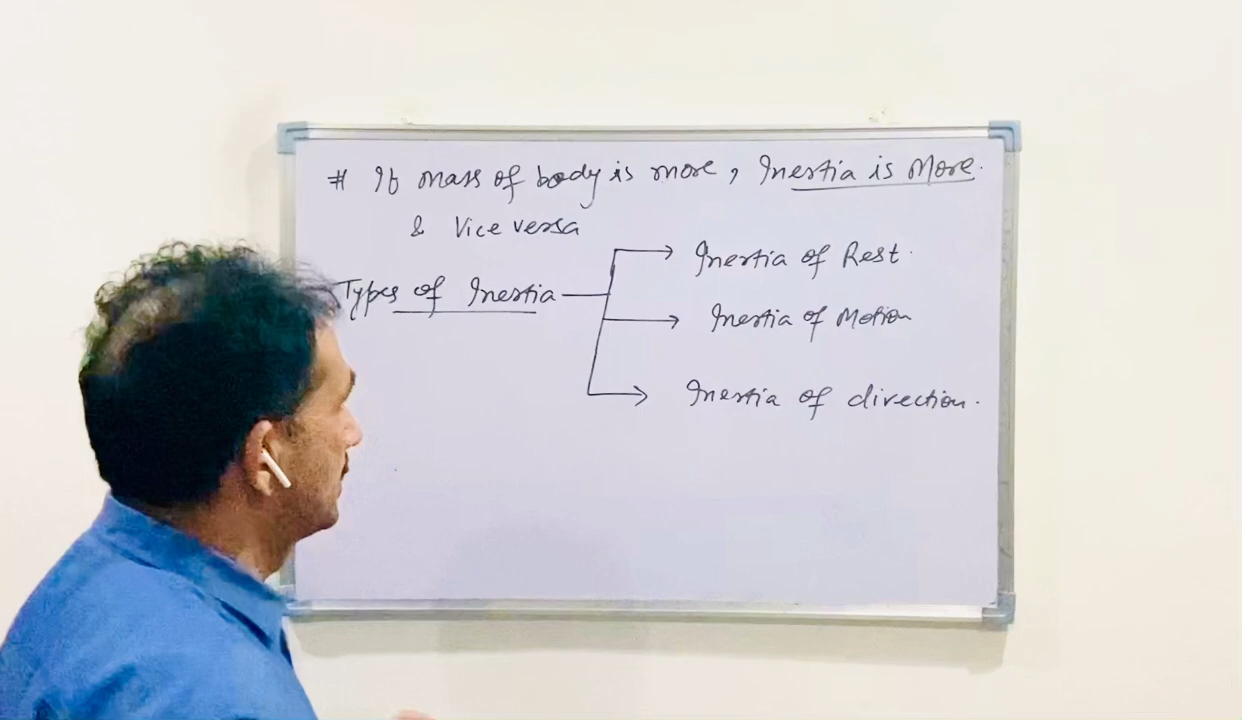 # If mass of body is more, Inertia is More.
& Vice versa
Types of Inertia
Inertia of Rest.
Inertia of Motion
Inertia of direction.